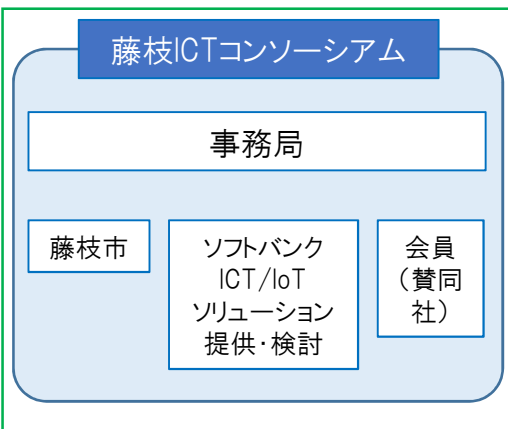 藤枝ICTコンソーシアム
事務局
藤枝市
ソフトバンク
ICT/IoT
ソリューション
提供・検討
会員
（賛同
社）